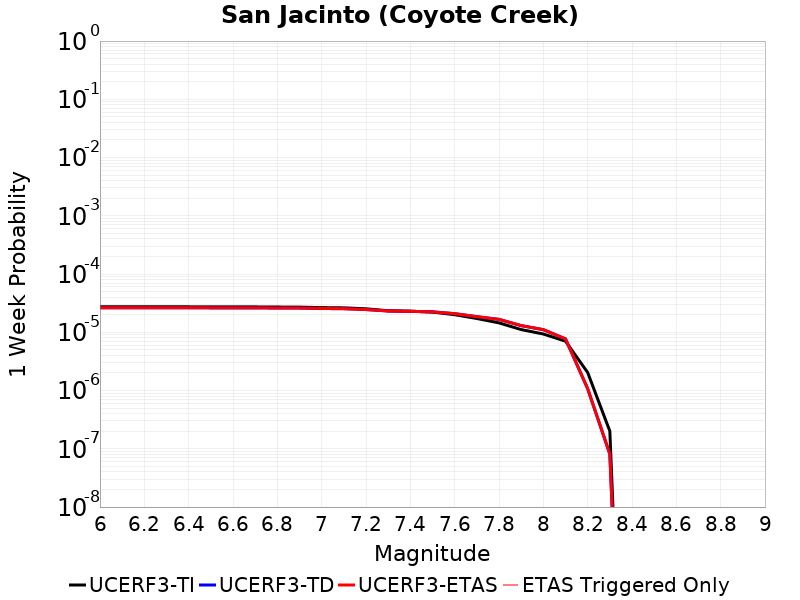 San Jacinto (Coyote Creek)
1 Week Probability
10^0
10^-1
10^-2
10^-3
10^-4
10^-5
10^-6
10^-7
10^-8
6 6.2 6.4 6.6 6.8 7 7.2 7.4 7.6 7.8 8 8.2 8.4 8.6 8.8 9
Magnitude
UCERF3-TI UCERF3-TD UCERF3-ETAS ETAS Triggered Only